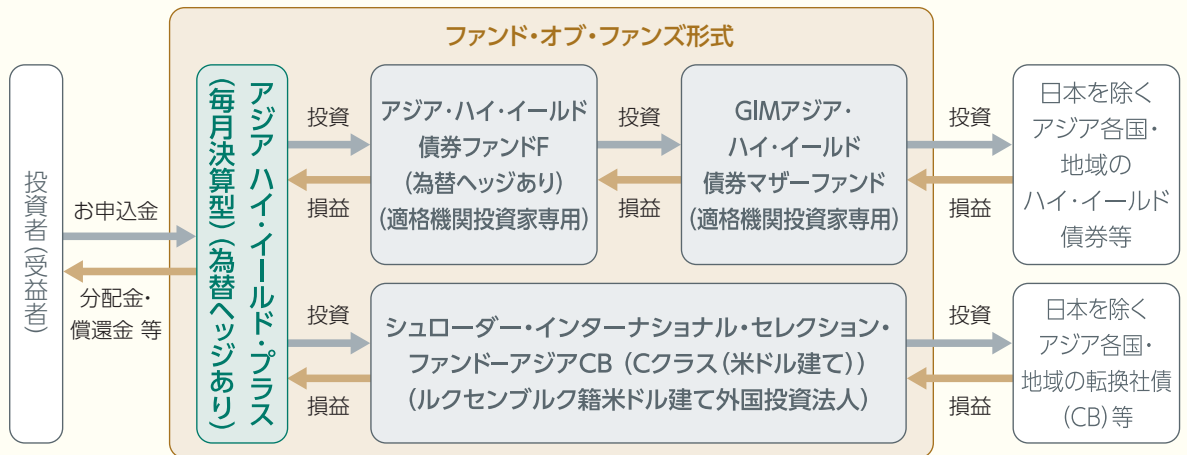 ファンド・オブ・ファンズ形式
投資者(受益者)
お申込金
分配金・
償還金 等
アジア ハイ・イールド・プラス
(毎月決算型)(為替ヘッジあり)
投資
損益
アジア・ハイ・イールド
債券ファンドF
(為替ヘッジあり)
(適格機関投資家専用)
投資
損益
GIMアジア・
ハイ・イールド
債券マザーファンド
(適格機関投資家専用)
投資
損益
日本を除く
アジア各国・
地域の
ハイ・イールド
債券等
投資
損益
シュローダー・インターナショナル・セレクション・
ファンドーアジアCB (Cクラス(米ドル建て))
(ルクセンブルク籍米ドル建て外国投資法人)
投資
損益
日本を除く
アジア各国・
地域の転換社債
(CB)等